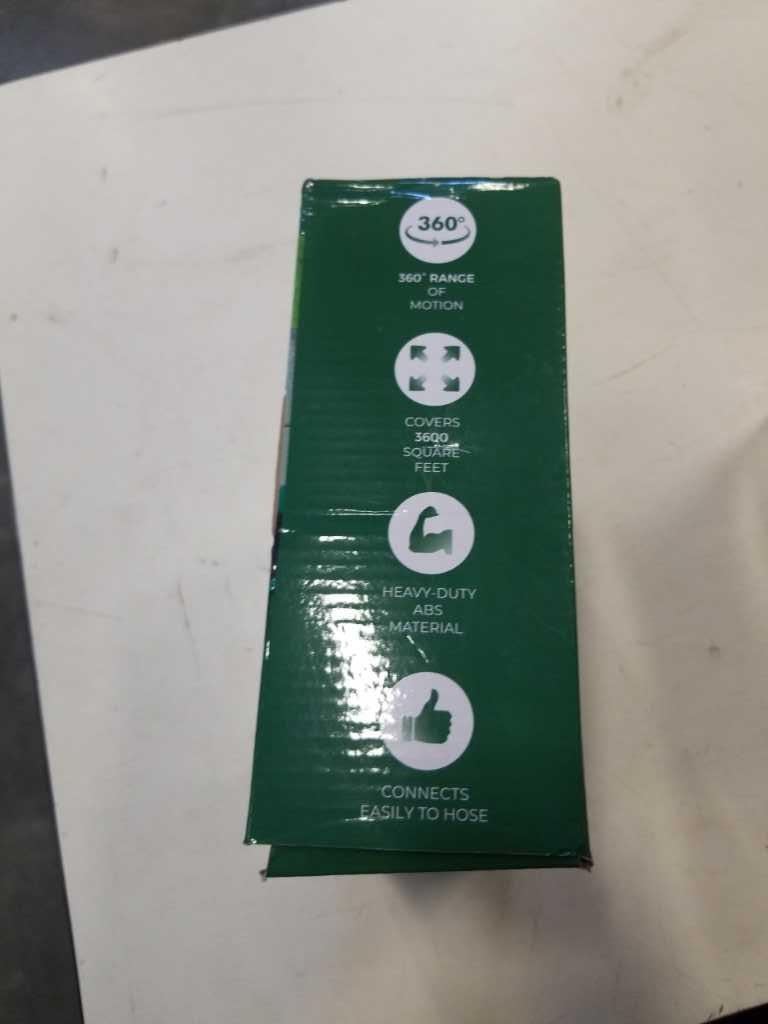 360°
360° RANGE
OF
MOTION
COVERS
3600
SQUARE
FEET
HEAVY-DUTY
ABS
MATERIAL
CONNECTS
EASILY TO HOSE